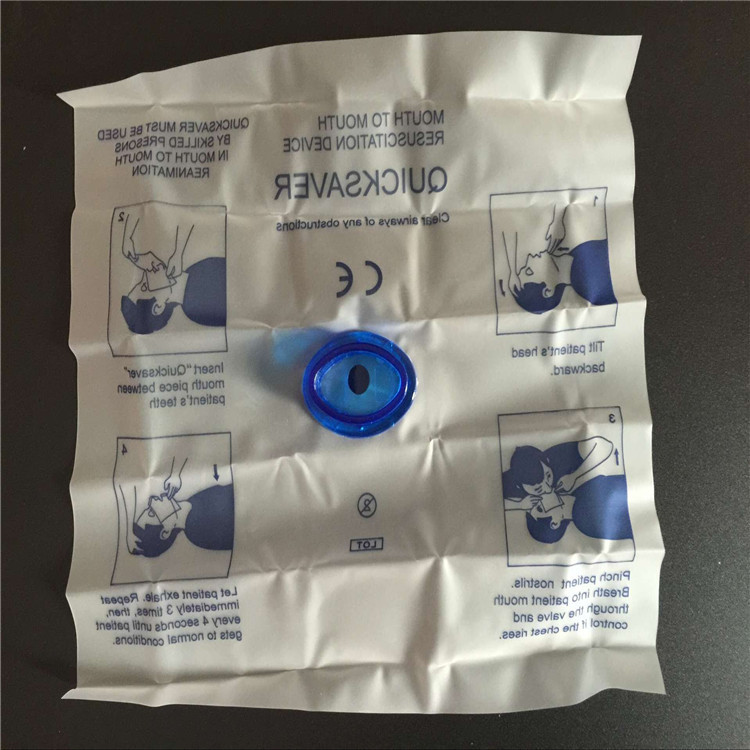 MOUTH TO MOUTH
RESUSCITATION DEVICE
QUICKSAVER
Clear airways of any obstructions
CE
QUICKSAVER MUST BE USED
BY SKILLED PRESONS
IN MOUTH TO MOUTH
REANIMATION
1
Tilt patient's head
backward.
2
Insert "Quicksaver"
mouth piece between
patient's teeth
3
Pinch patient nostrils.
Breath into patient mouth
through the valve and
control if the chest rises.
4
Let patient exhale. Repeat
immediately 3 times, then,
every 4 seconds until patient
gets to normal conditions.
2
LOT